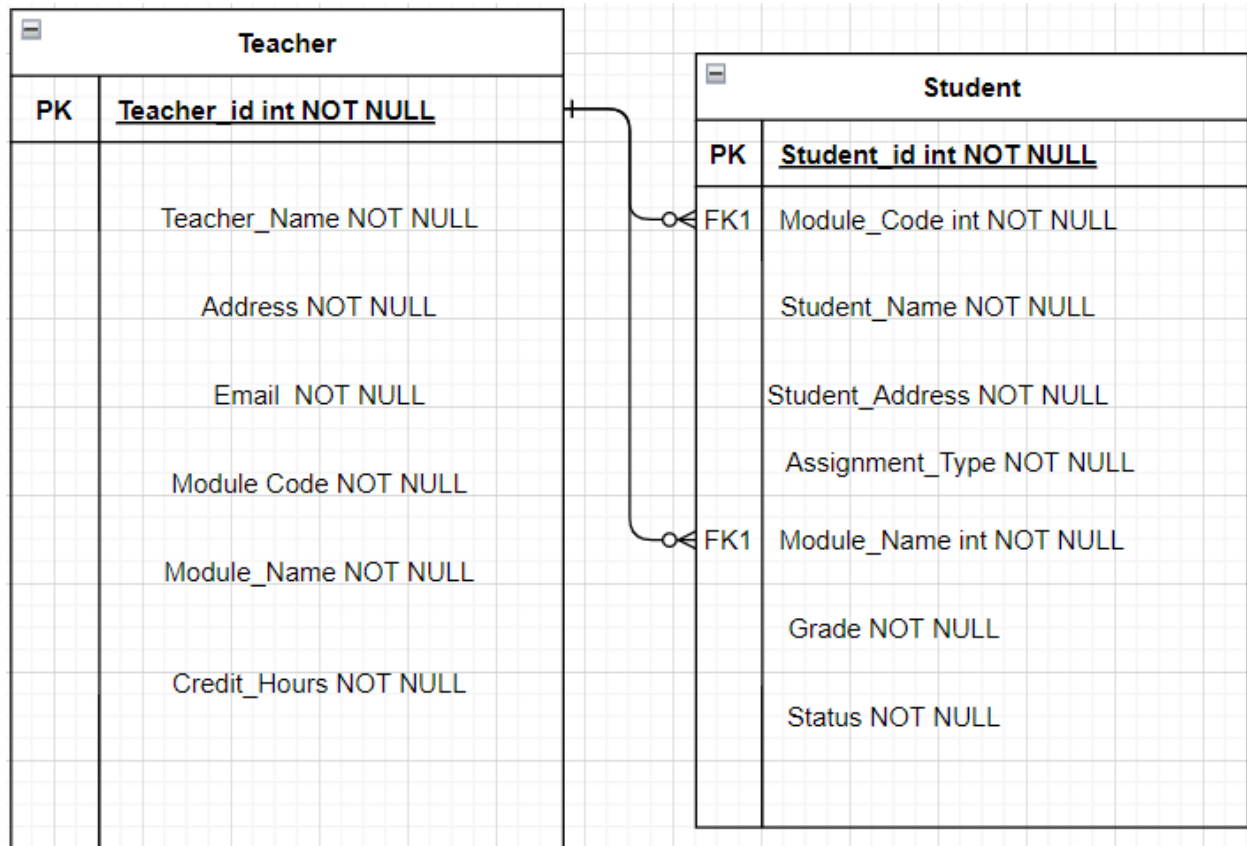 Teacher
PK Teacher_id int NOT NULL
Teacher_Name NOT NULL
Address NOT NULL
Email  NOT NULL
Module Code NOT NULL
Module_Name NOT NULL
Credit_Hours NOT NULL
Student
PK Student_id int NOT NULL
FK1 Module_Code int NOT NULL
Student_Name NOT NULL
Student_Address NOT NULL
Assignment_Type NOT NULL
FK1 Module_Name int NOT NULL
Grade NOT NULL
Status NOT NULL